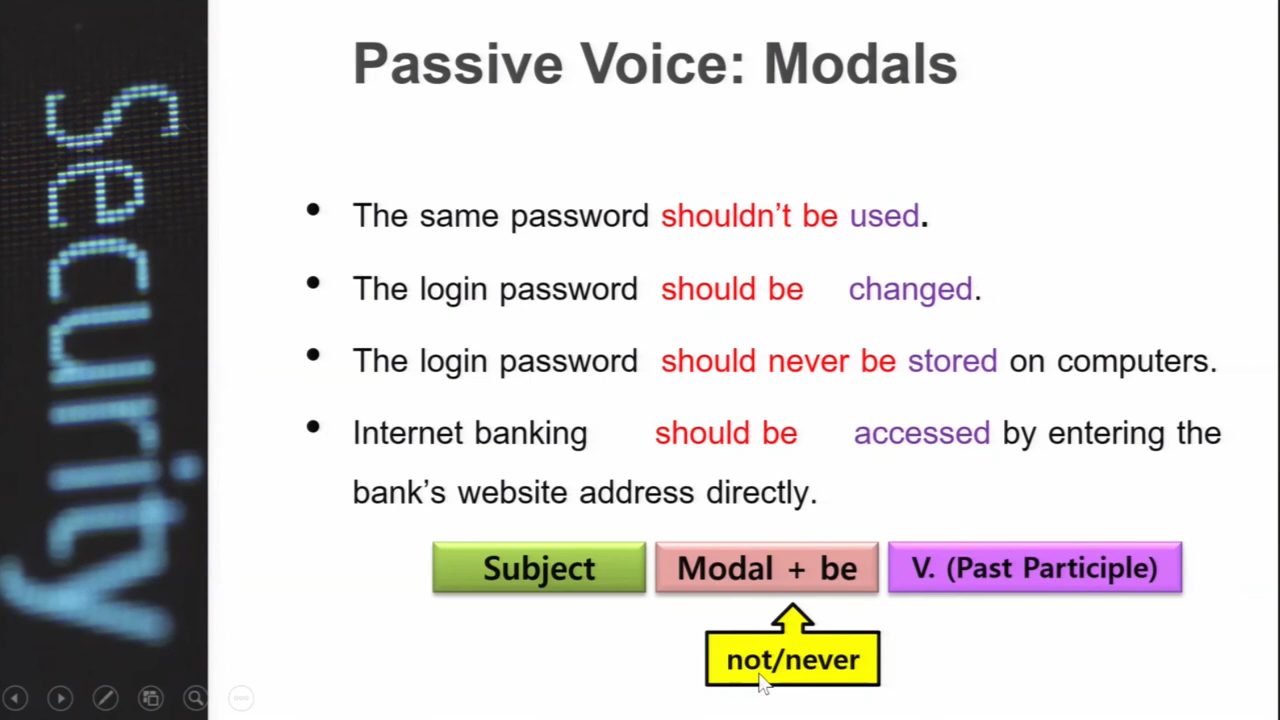 Security
Passive Voice: Modals
• The same password shouldn't be used.
• The login password should be changed.
• The login password should never be stored on computers.
• Internet banking should be accessed by entering the
bank's website address directly.
Subject Modal + be V. (Past Participle)
not/never